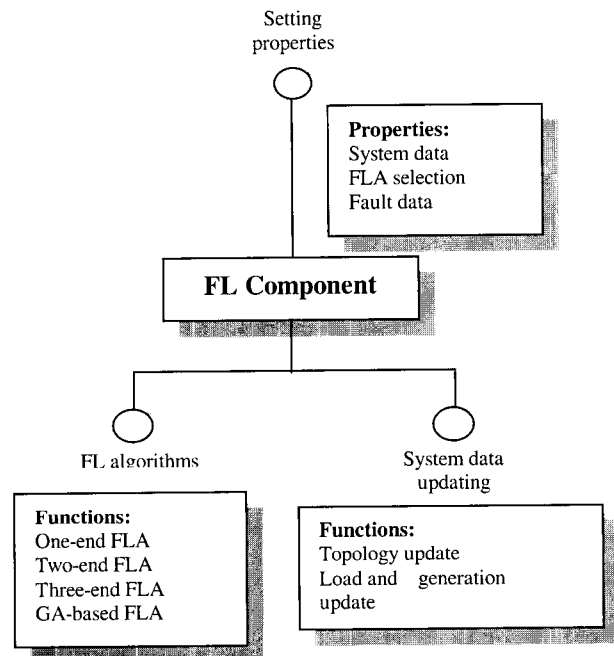 Setting
properties
Properties:
System data
FLA selection
Fault data
FL Component
FL algorithms
System data
updating
Functions:
One-end FLA
Two-end FLA
Three-end FLA
GA-based FLA
Functions:
Topology update
Load and generation
update